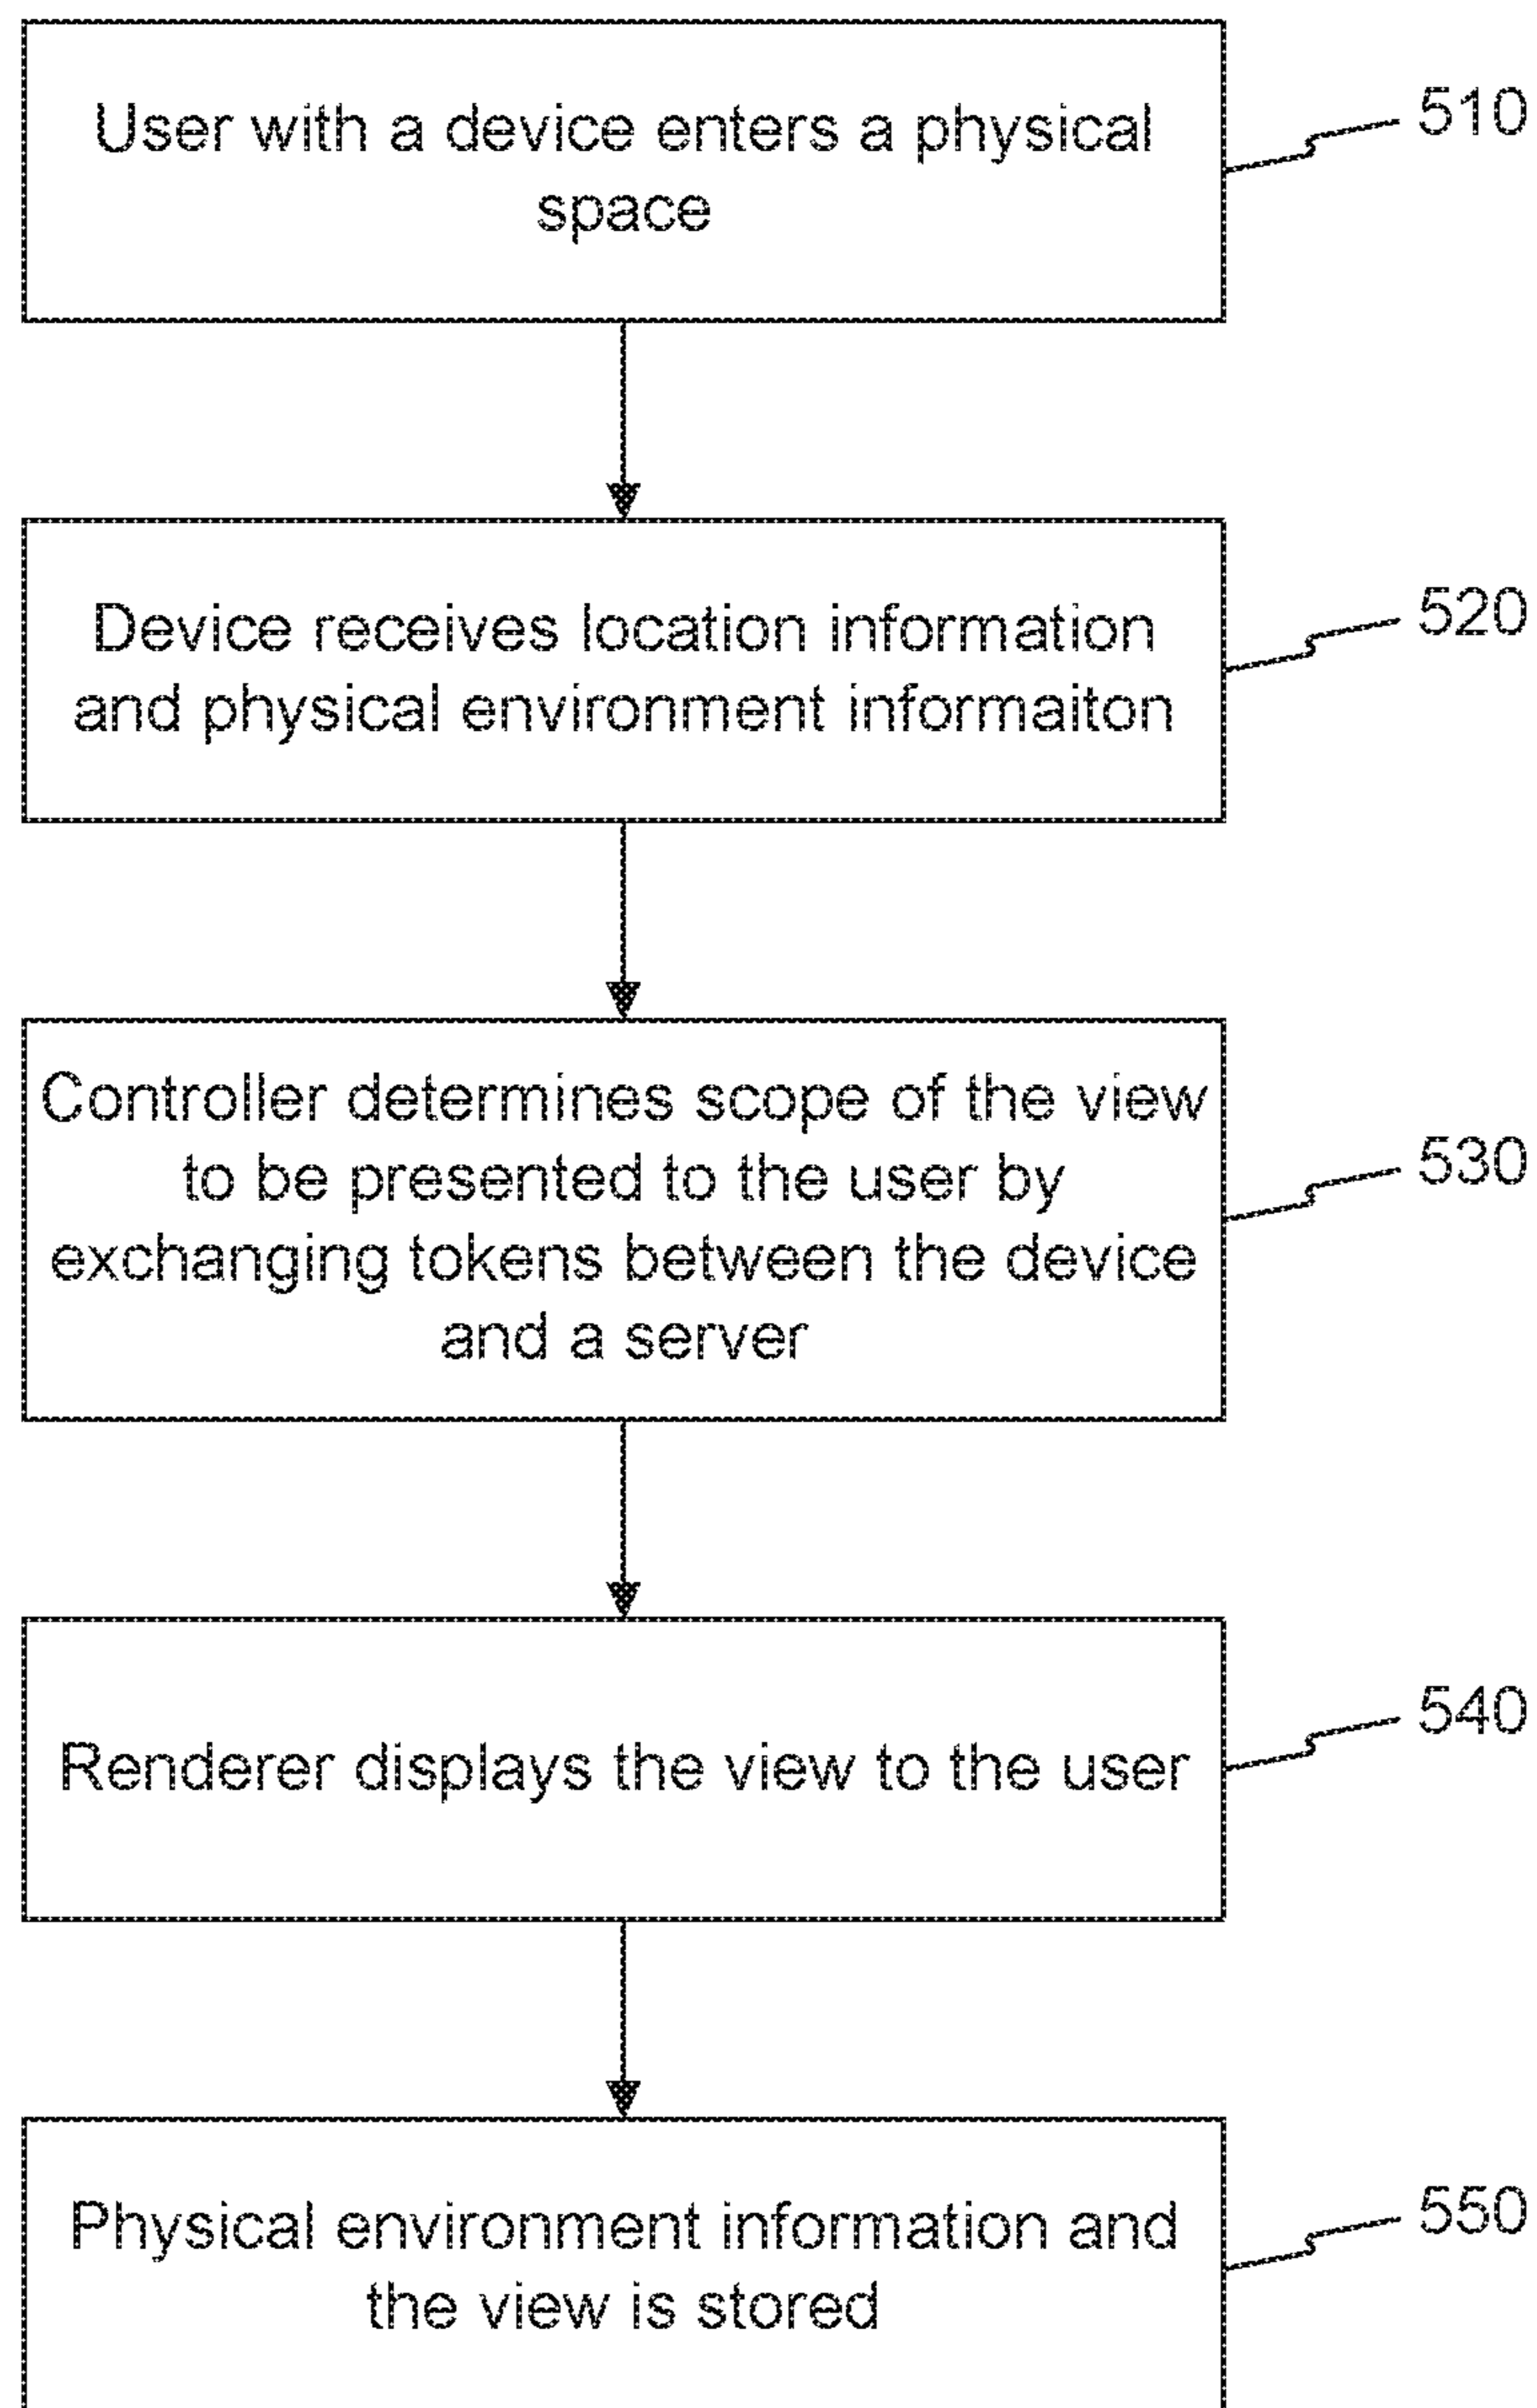 User with a device enters a physical
space
510
Device receives location information
and physical environment informaiton
520
Controller determines scope of the view
to be presented to the user by
exchanging tokens between the device
and a server
530
Renderer displays the view to the user
540
Physical environment information and
the view is stored
550